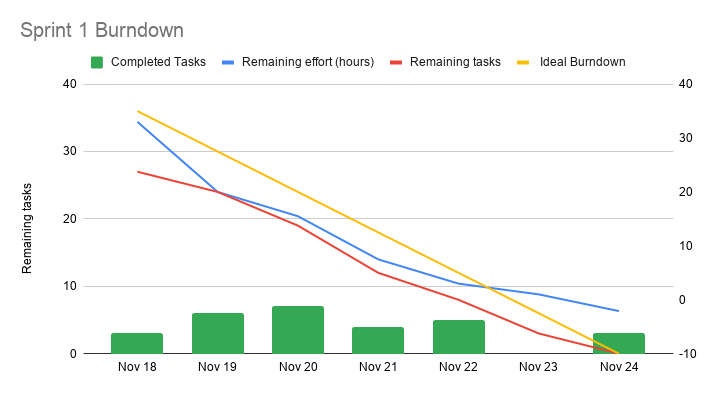 Sprint 1 Burndown
Completed Tasks Remaining effort (hours) Remaining tasks Ideal Burndown
40 40
30 30
20 20
10 10
0 0
-10
Remaining tasks
Nov 18 Nov 19 Nov 20 Nov 21 Nov 22 Nov 23 Nov 24